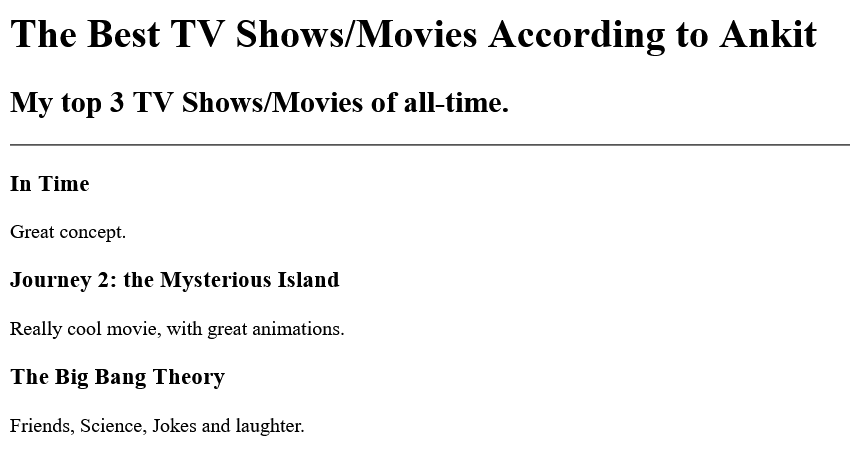 The Best TV Shows/Movies According to Ankit
My top 3 TV Shows/Movies of all-time.
In Time
Great concept.
Journey 2: the Mysterious Island
Really cool movie, with great animations.
The Big Bang Theory
Friends, Science, Jokes and laughter.